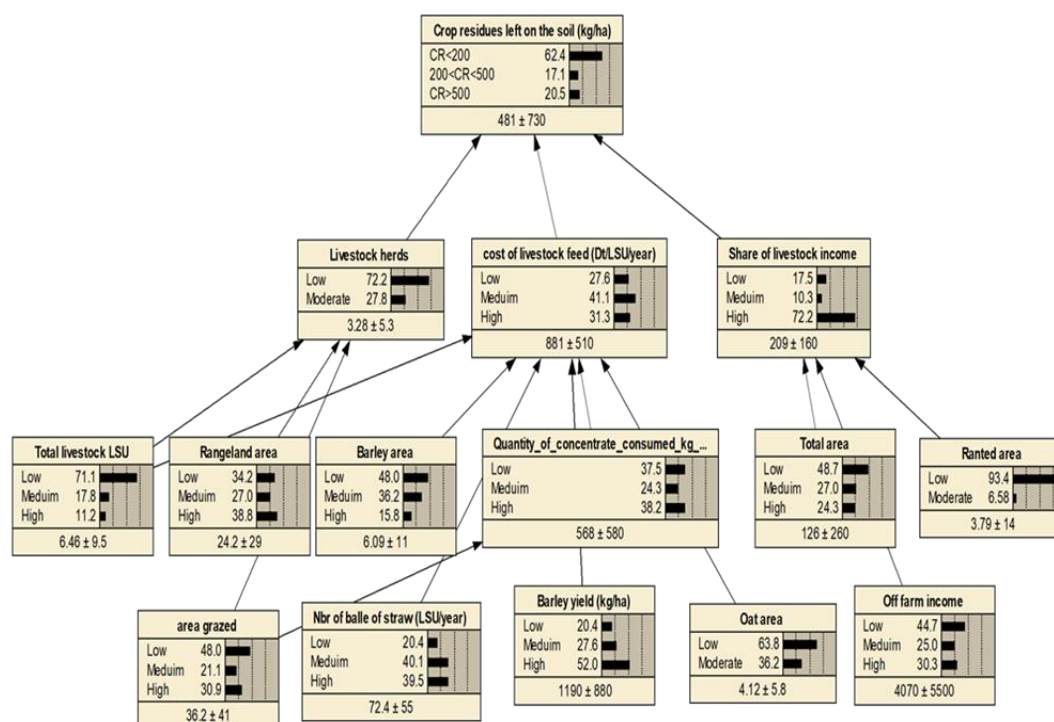 Crop residues left on the soil (kg/ha)
CR<200 62.4
200<CR<500 17.1
CR>500 20.5
481 ± 730
Livestock herds
Low 72.2
Moderate 27.8
3.28 ± 5.3
cost of livestock feed (Dt/LSU/year)
Low 27.6
Meduim 41.1
High 31.3
881 ± 510
Share of livestock income
Low 17.5
Meduim 10.3
High 72.2
209 ± 160
Total livestock LSU
Low 71.1
Meduim 17.8
High 11.2
6.46 ± 9.5
Rangeland area
Low 34.2
Meduim 27.0
High 38.8
24.2 ± 29
Barley area
Low 48.0
Meduim 36.2
High 15.8
6.09 ± 11
Quantity_of_concentrate_consumed_kg_...
Low 37.5
Meduim 24.3
High 38.2
568 ± 580
Total area
Low 48.7
Meduim 27.0
High 24.3
126 ± 260
Ranted area
Low 93.4
Moderate 6.58
3.79 ± 14
area grazed
Low 48.0
Meduim 21.1
High 30.9
36.2 ± 41
Nbr of balle of straw (LSU/year)
Low 20.4
Meduim 40.1
High 39.5
72.4 ± 55
Barley yield (kg/ha)
Low 20.4
Meduim 27.6
High 52.0
1190 ± 880
Oat area
Low 63.8
Moderate 36.2
4.12 ± 5.8
Off farm income
Low 44.7
Meduim 25.0
High 30.3
4070 ± 5500